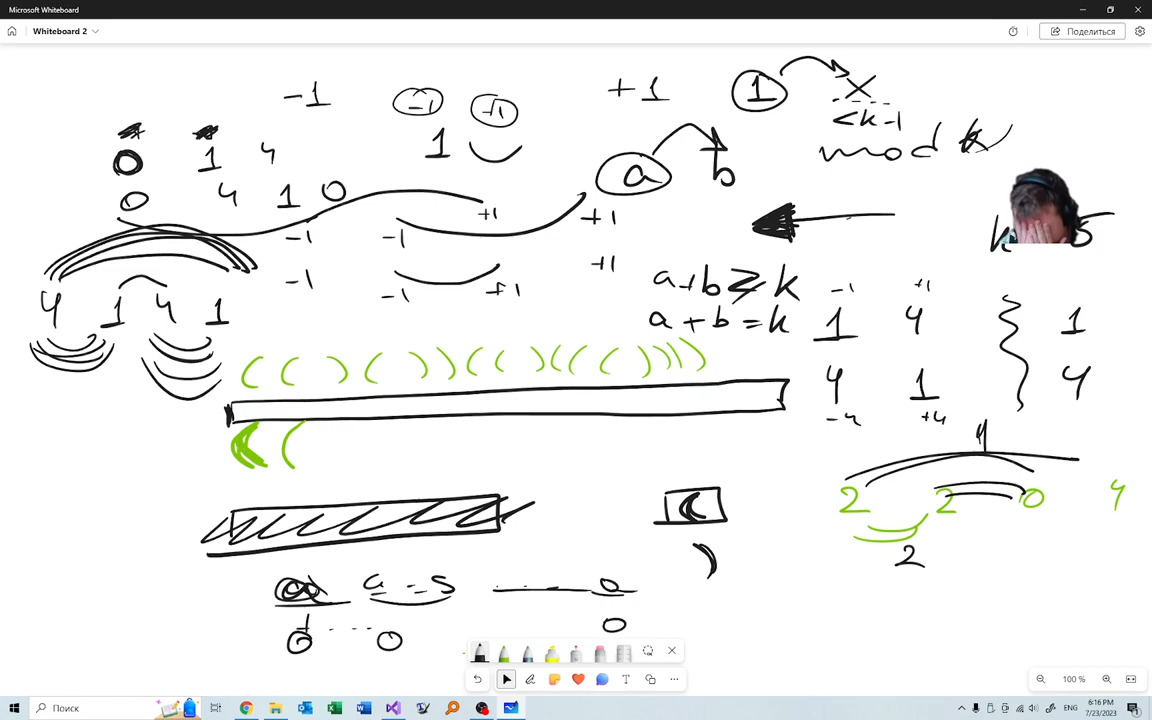 Microsoft Whiteboard
Whiteboard 2
Поделиться
-1 -1 +1 +1 1 X
<k-1
mod k
0 1 4 1 a b
0 4 1 0
+1 +1
-1 -1
-1 -1 +1 +1
4 1 4 1
a+b≥k -1 +1
a+b=k 1 4 1
( ( ) ( ) ) ( ( ) ( ( ( ) ) ) )
4 1 4
-4 +4
( (
4
2 2 0 4
2
(
)
0
0 0 0
100 %
Поиск
ENG
6:16 PM
7/23/2023